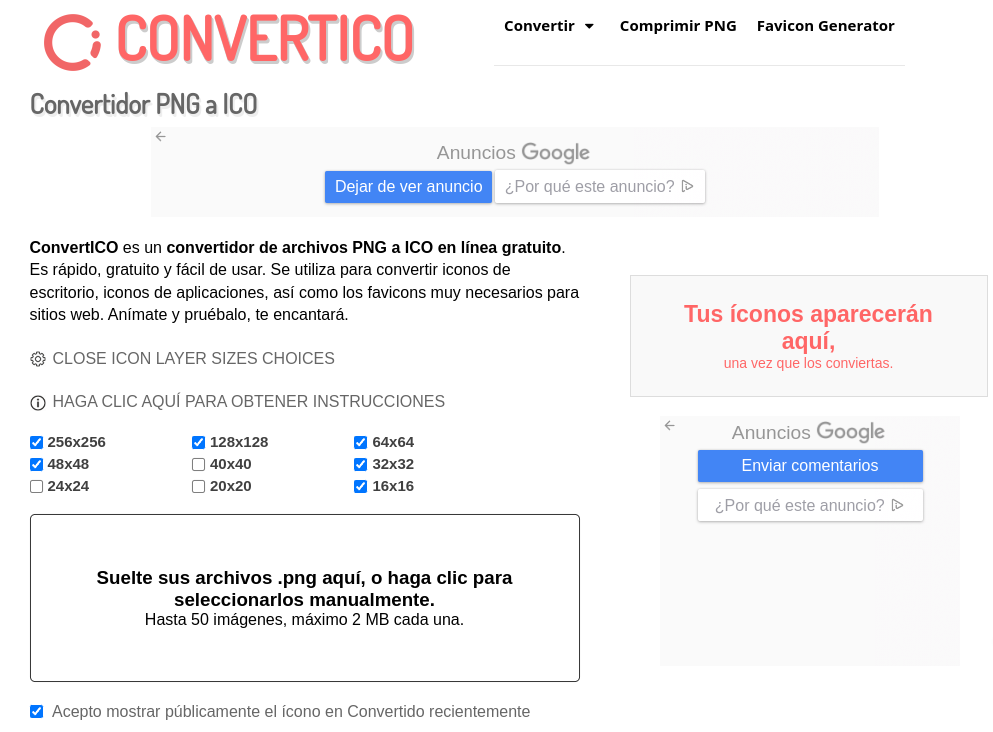 CONVERTICO
Convertir
Comprimir PNG
Favicon Generator
Convertidor PNG a ICO
Anuncios Google
Dejar de ver anuncio
¿Por qué este anuncio?
ConvertICO es un convertidor de archivos PNG a ICO en línea gratuito.
Es rápido, gratuito y fácil de usar. Se utiliza para convertir iconos de
escritorio, iconos de aplicaciones, así como los favicons muy necesarios para
sitios web. Anímate y pruébalo, te encantará.
CLOSE ICON LAYER SIZES CHOICES
HAGA CLIC AQUÍ PARA OBTENER INSTRUCCIONES
256x256 128x128 64x64
48x48 40x40 32x32
24x24 20x20 16x16
Suelte sus archivos .png aquí, o haga clic para
seleccionarlos manualmente.
Hasta 50 imágenes, máximo 2 MB cada una.
Acepto mostrar públicamente el ícono en Convertido recientemente
Tus íconos aparecerán
aquí,
una vez que los conviertas.
Anuncios Google
Enviar comentarios
¿Por qué este anuncio?